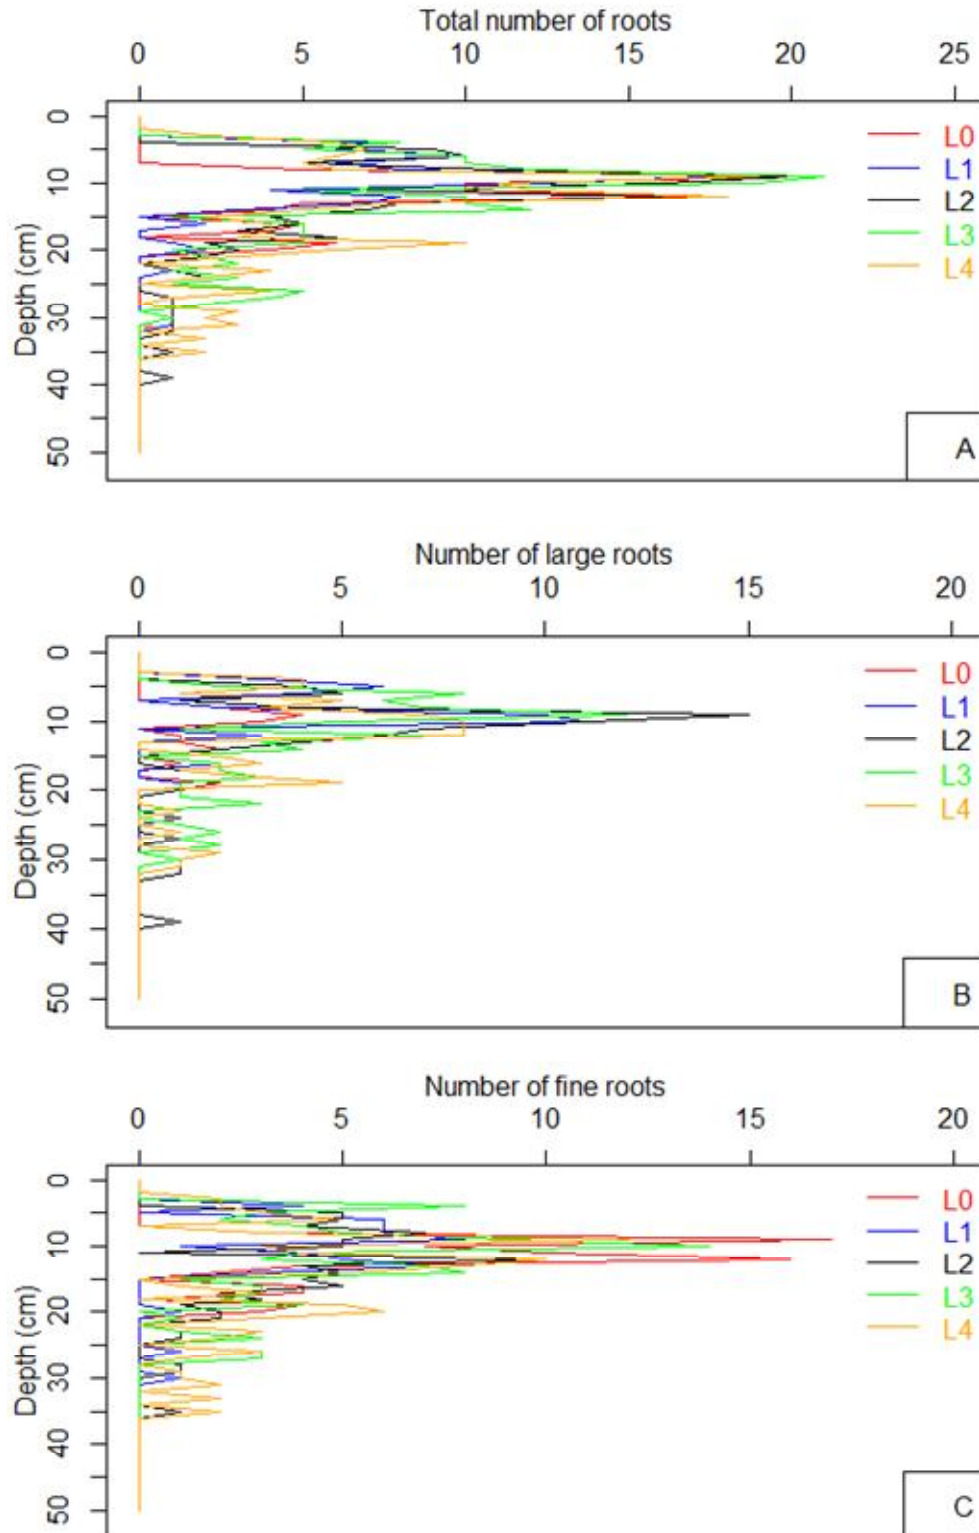 Total number of roots
0 5 10 15 20 25
Depth (cm)
0
10
20
30
40
50
L0
L1
L2
L3
L4
A
Number of large roots
0 5 10 15 20
Depth (cm)
0
10
20
30
40
50
L0
L1
L2
L3
L4
B
Number of fine roots
0 5 10 15 20
Depth (cm)
0
10
20
30
40
50
L0
L1
L2
L3
L4
C